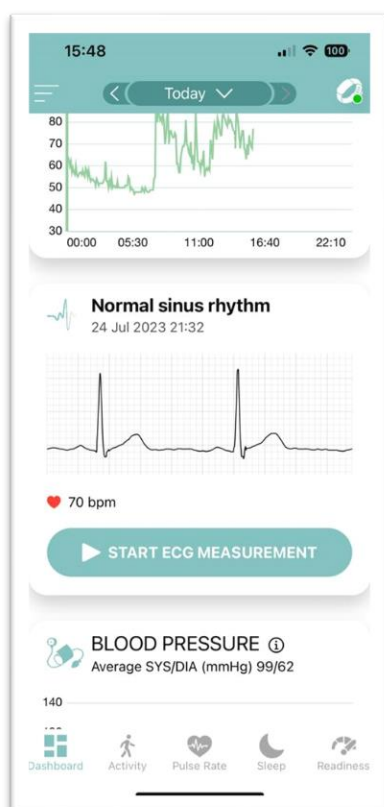 15:48
100
Today
80
70
60
50
40
30
00:00 05:30 11:00 16:40 22:10
Normal sinus rhythm
24 Jul 2023 21:32
70 bpm
START ECG MEASUREMENT
BLOOD PRESSURE
Average SYS/DIA (mmHg) 99/62
140
Dashboard Activity Pulse Rate Sleep Readiness